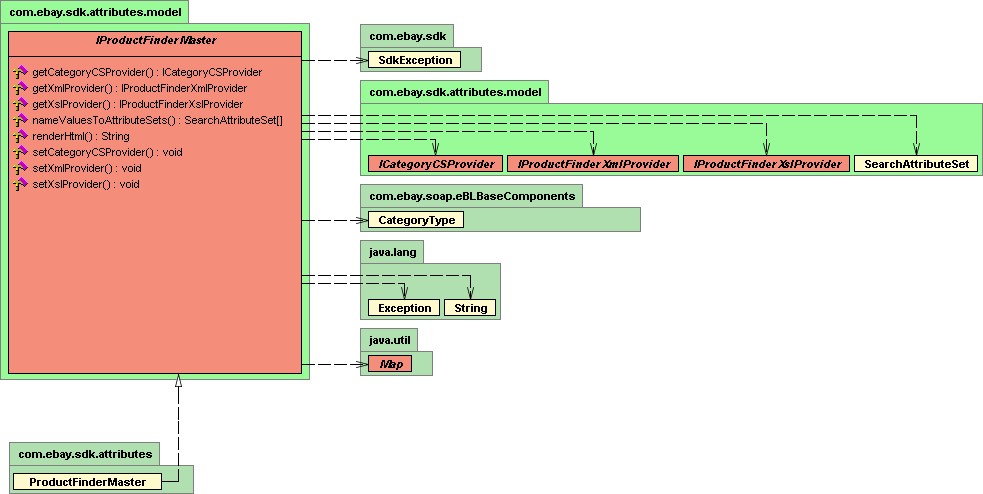 com.ebay.sdk.attributes.model
IProductFinderMaster
getCategoryCSProvider() : ICategoryCSProvider
getXmlProvider() : IProductFinderXmlProvider
getXslProvider() : IProductFinderXslProvider
nameValuesToAttributeSets() : SearchAttributeSet[]
renderHtml() : String
setCategoryCSProvider() : void
setXmlProvider() : void
setXslProvider() : void
com.ebay.sdk
SdkException
com.ebay.sdk.attributes.model
ICategoryCSProvider
IProductFinderXmlProvider
IProductFinderXslProvider
SearchAttributeSet
com.ebay.soap.eBLBaseComponents
CategoryType
java.lang
Exception
String
java.util
Map
com.ebay.sdk.attributes
ProductFinderMaster